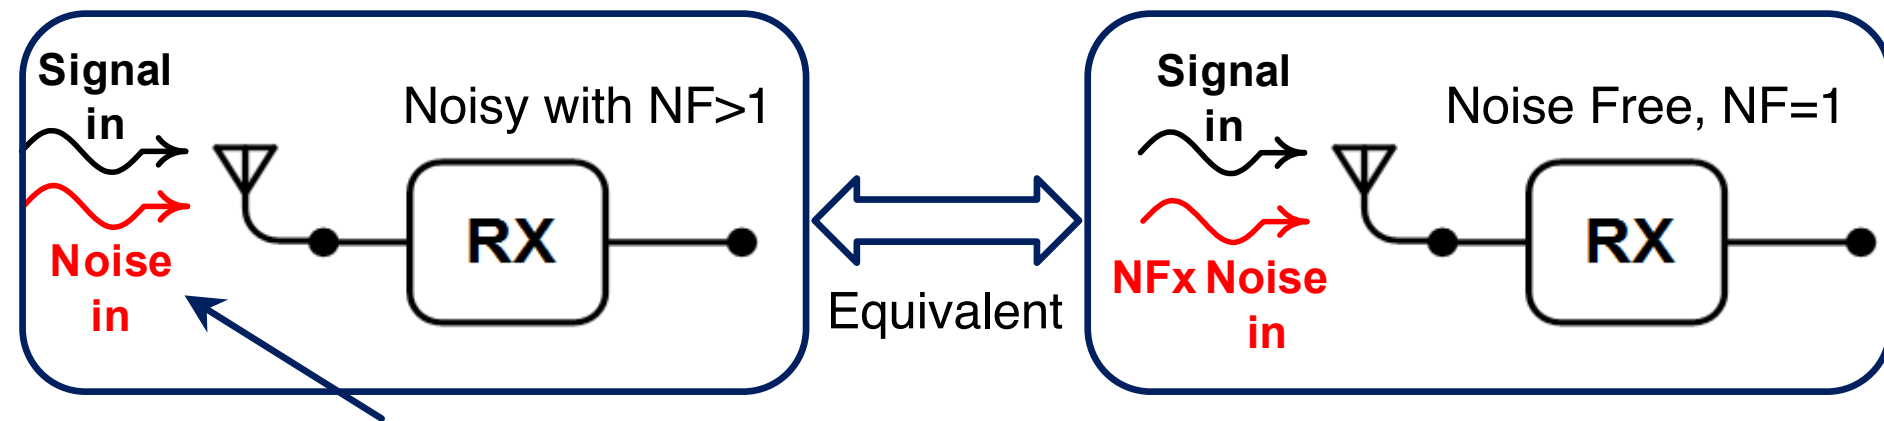 Signal
in
Noisy with NF>1
RX
Noise
in
Equivalent
Signal
in
Noise Free, NF=1
RX
NFx Noise
in